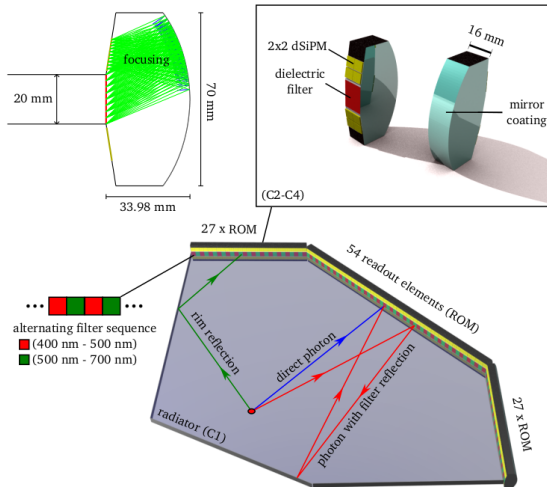 focusing
20 mm
70 mm
33.98 mm
16 mm
2x2 dSiPM
dielectric
filter
mirror
coating
(C2-C4)
27 x ROM
54 readout elements (ROM)
27 x ROM
alternating filter sequence
(400 nm - 500 nm)
(500 nm - 700 nm)
rim reflection
direct photon
photon with filter reflection
radiator (C1)